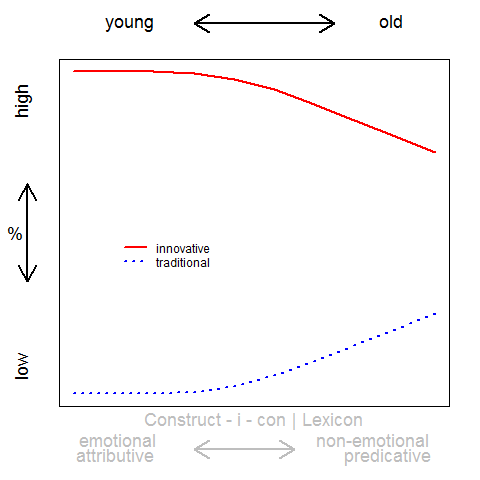 young old
high
%
low
innovative
traditional
Construct - i - con | Lexicon
emotional non-emotional
attributive predicative